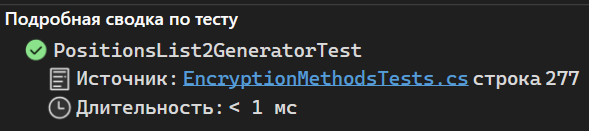 Подробная сводка по тесту
PositionsList2GeneratorTest
Источник: EncryptionMethodsTests.cs строка 277
Длительность: < 1 мс